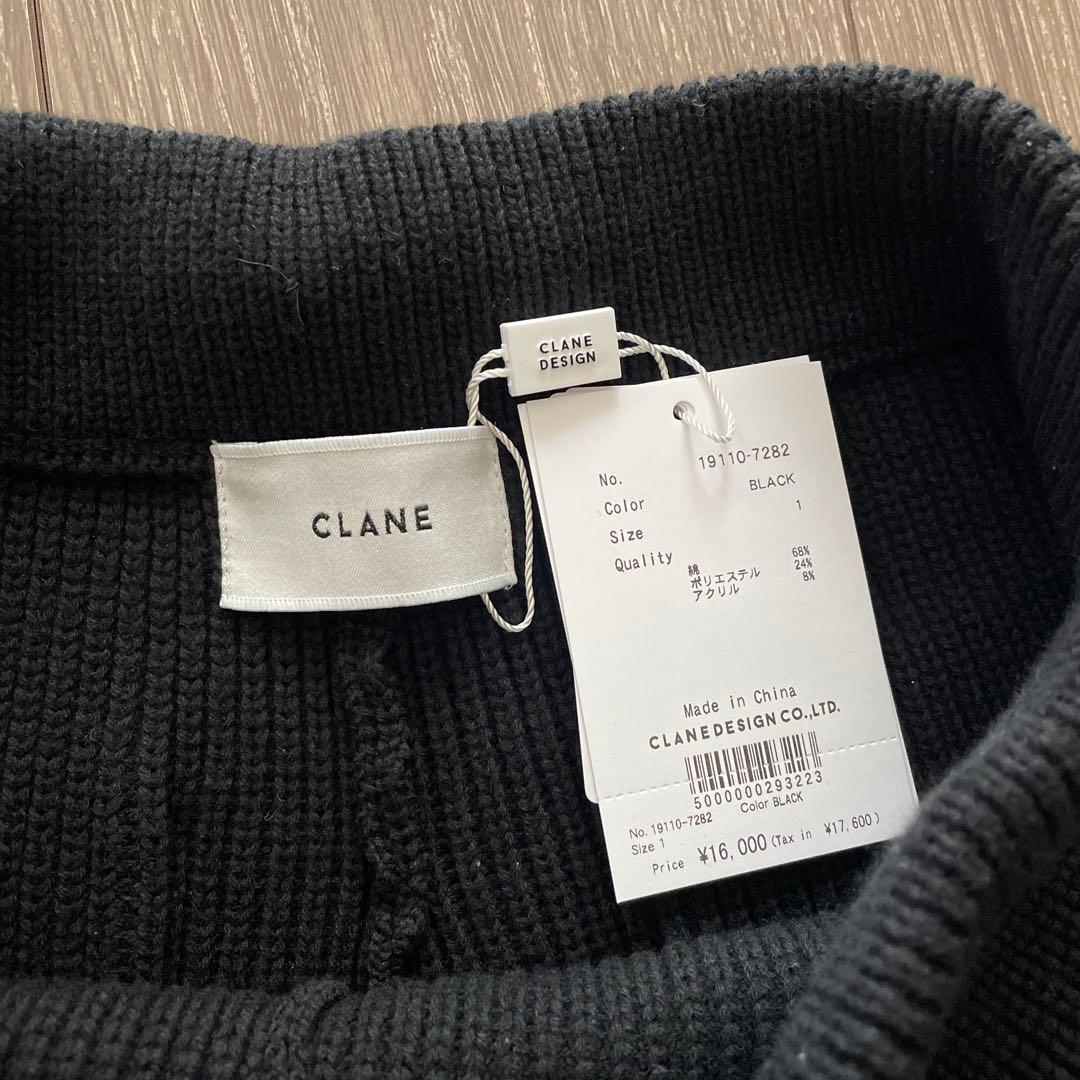 CLANE
DESIGN
CLANE
No. 19110-7282
Color BLACK
Size 1
Quality
綿 68%
ポリエステル 24%
アクリル 8%
Made in China
CLANEDESIGN CO.,LTD.
5000000293223
No. 19110-7282 Color BLACK
Size 1
Price ¥16,000 (Tax in ¥17,600)